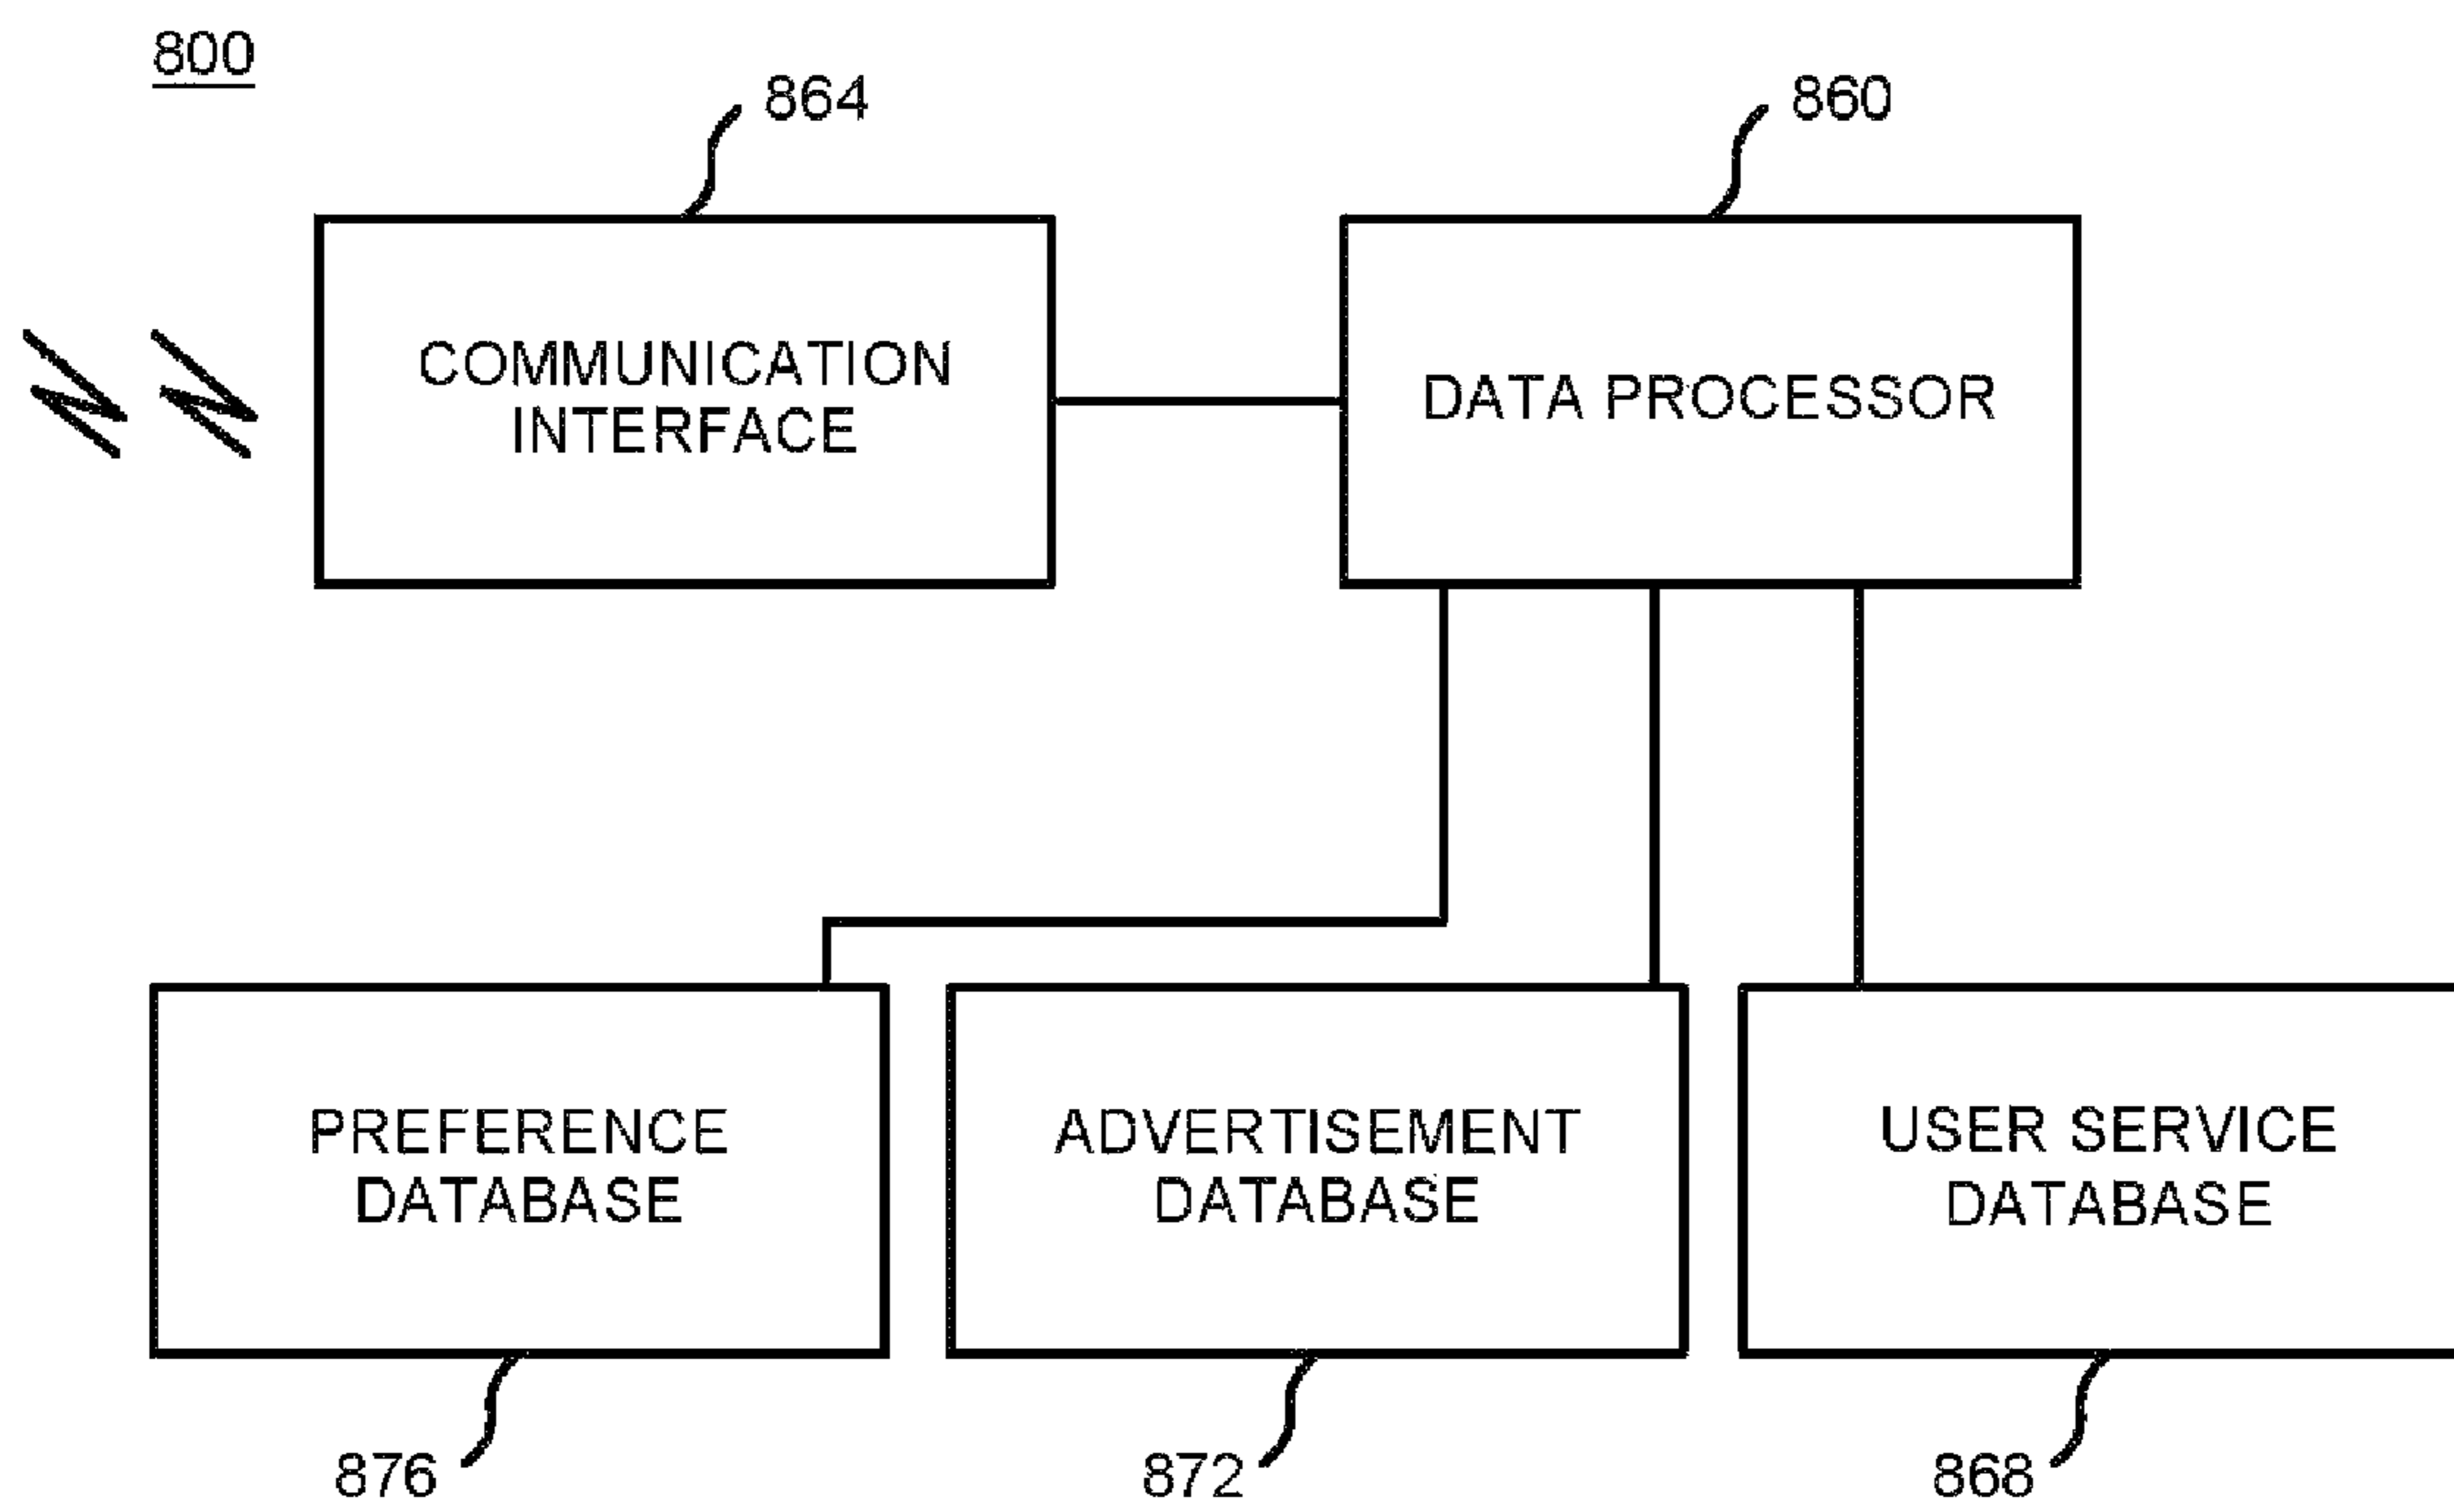 800
864
860
COMMUNICATION
INTERFACE
DATA PROCESSOR
PREFERENCE
DATABASE
ADVERTISEMENT
DATABASE
USER SERVICE
DATABASE
876
872
868